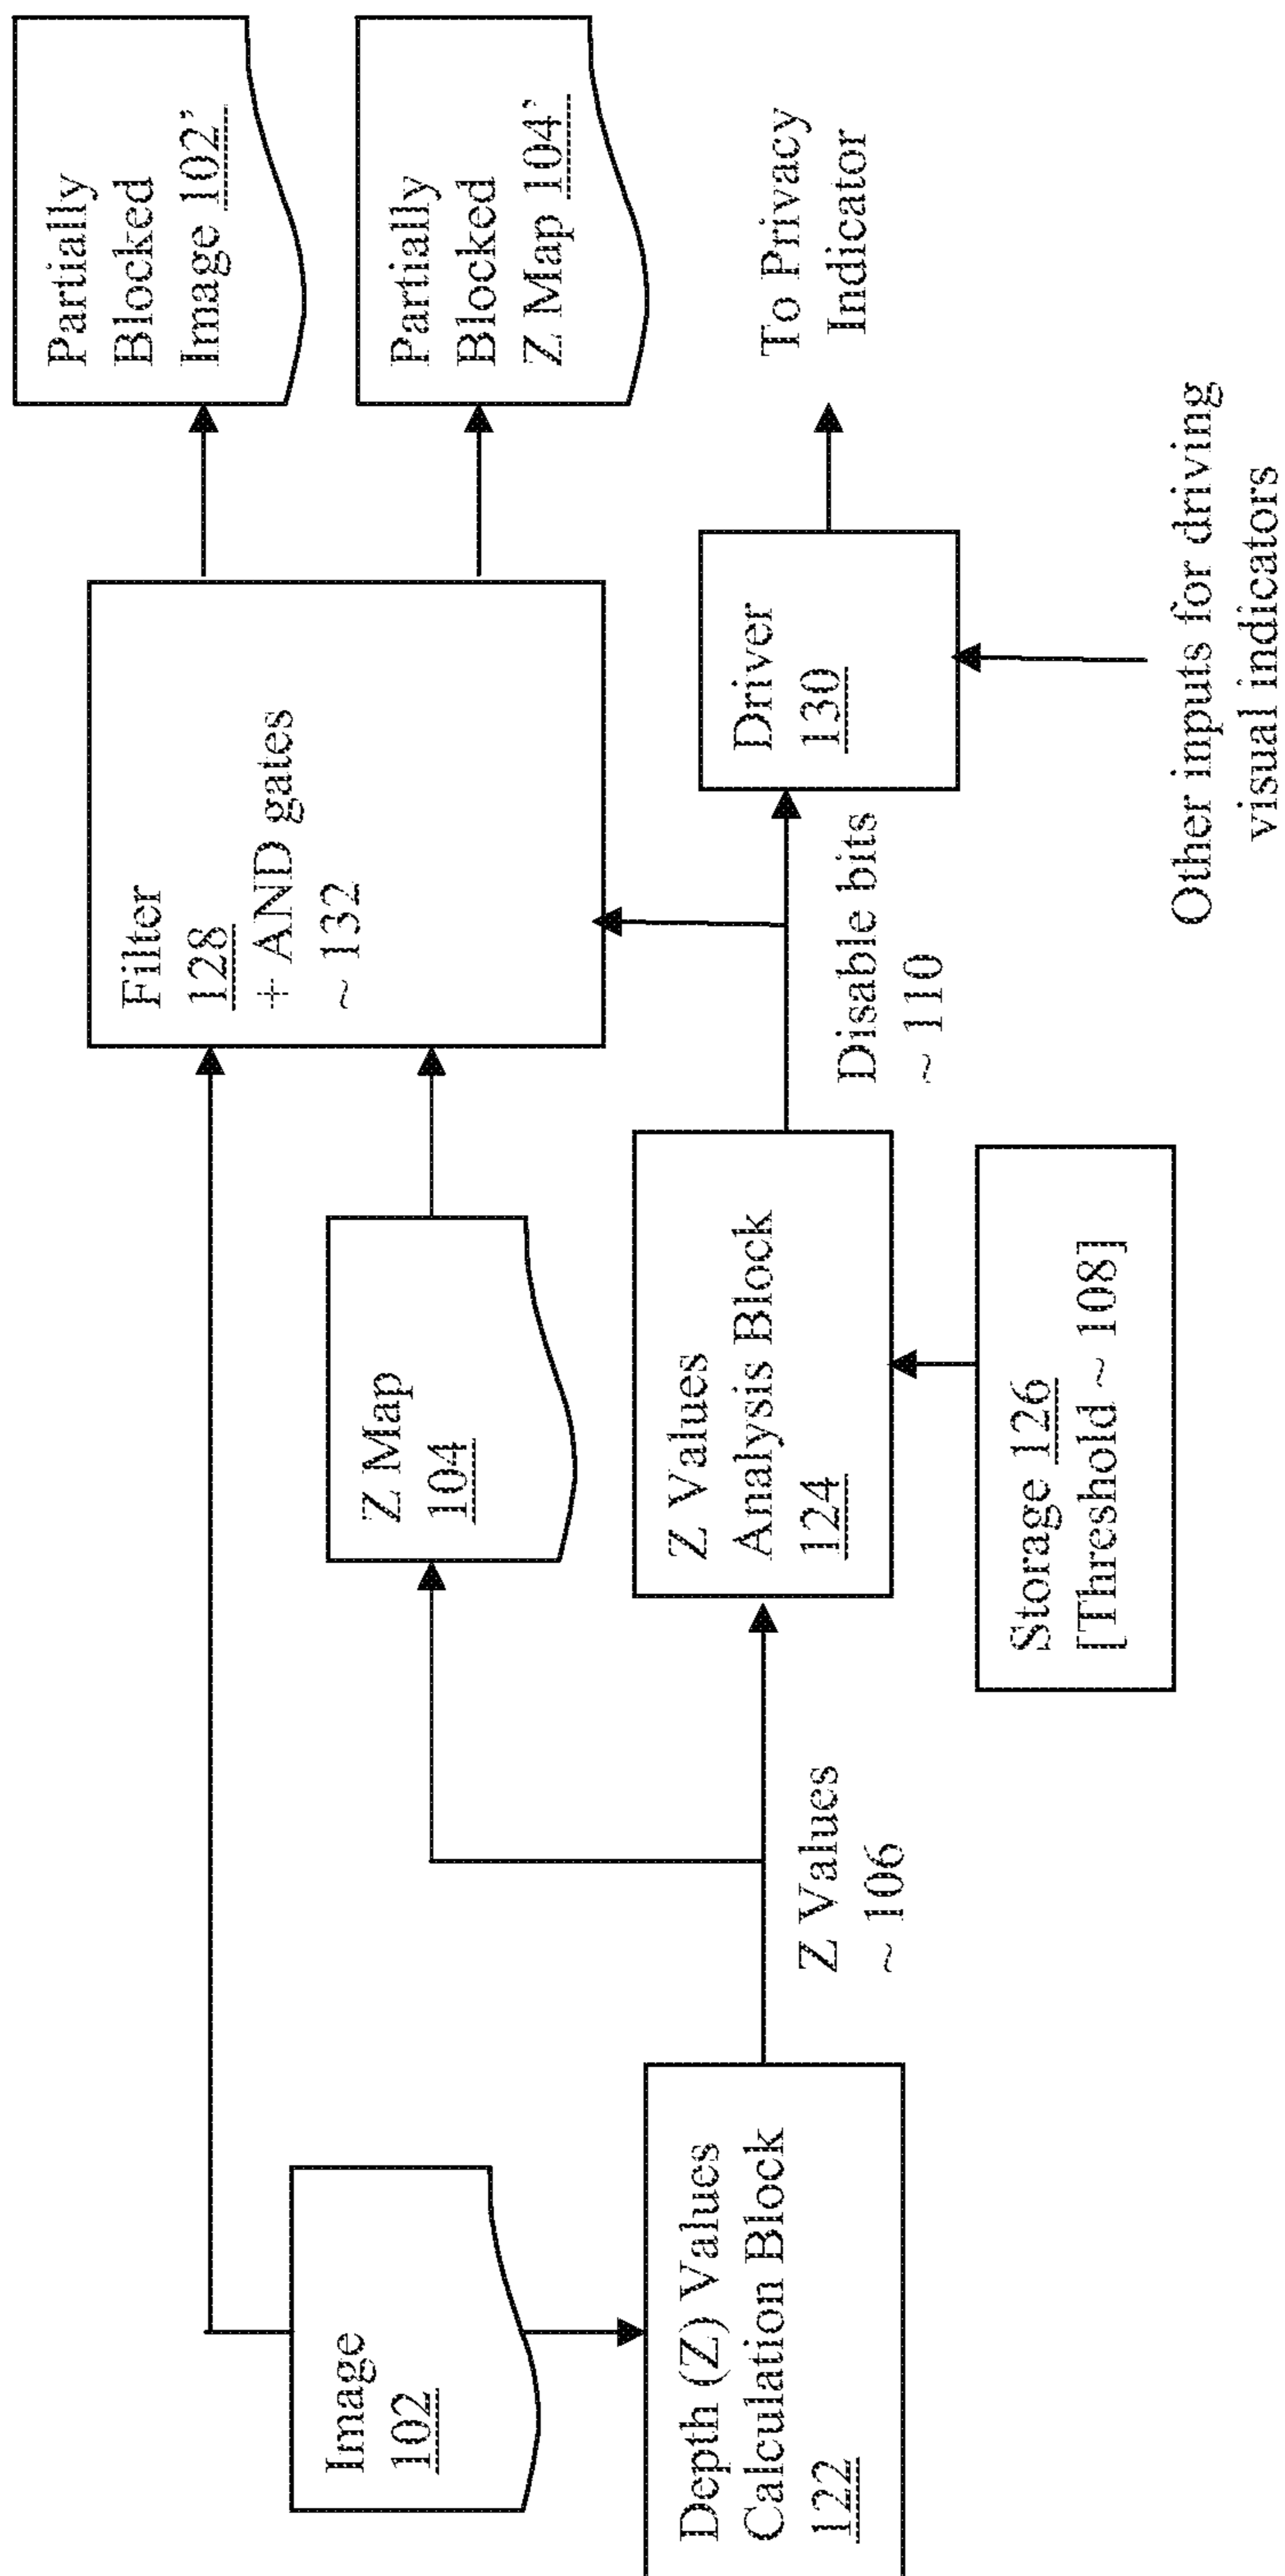 Image
102
Depth (Z) Values
Calculation Block
122
Z Values
~ 106
Z Map
104
Z Values
Analysis Block
124
Storage 126
[Threshold ~ 108]
Disable bits
~ 110
Filter
128
+ AND gates
~ 132
Driver
130
Other inputs for driving
visual indicators
Partially
Blocked
Image 102’
Partially
Blocked
Z Map 104’
To Privacy
Indicator